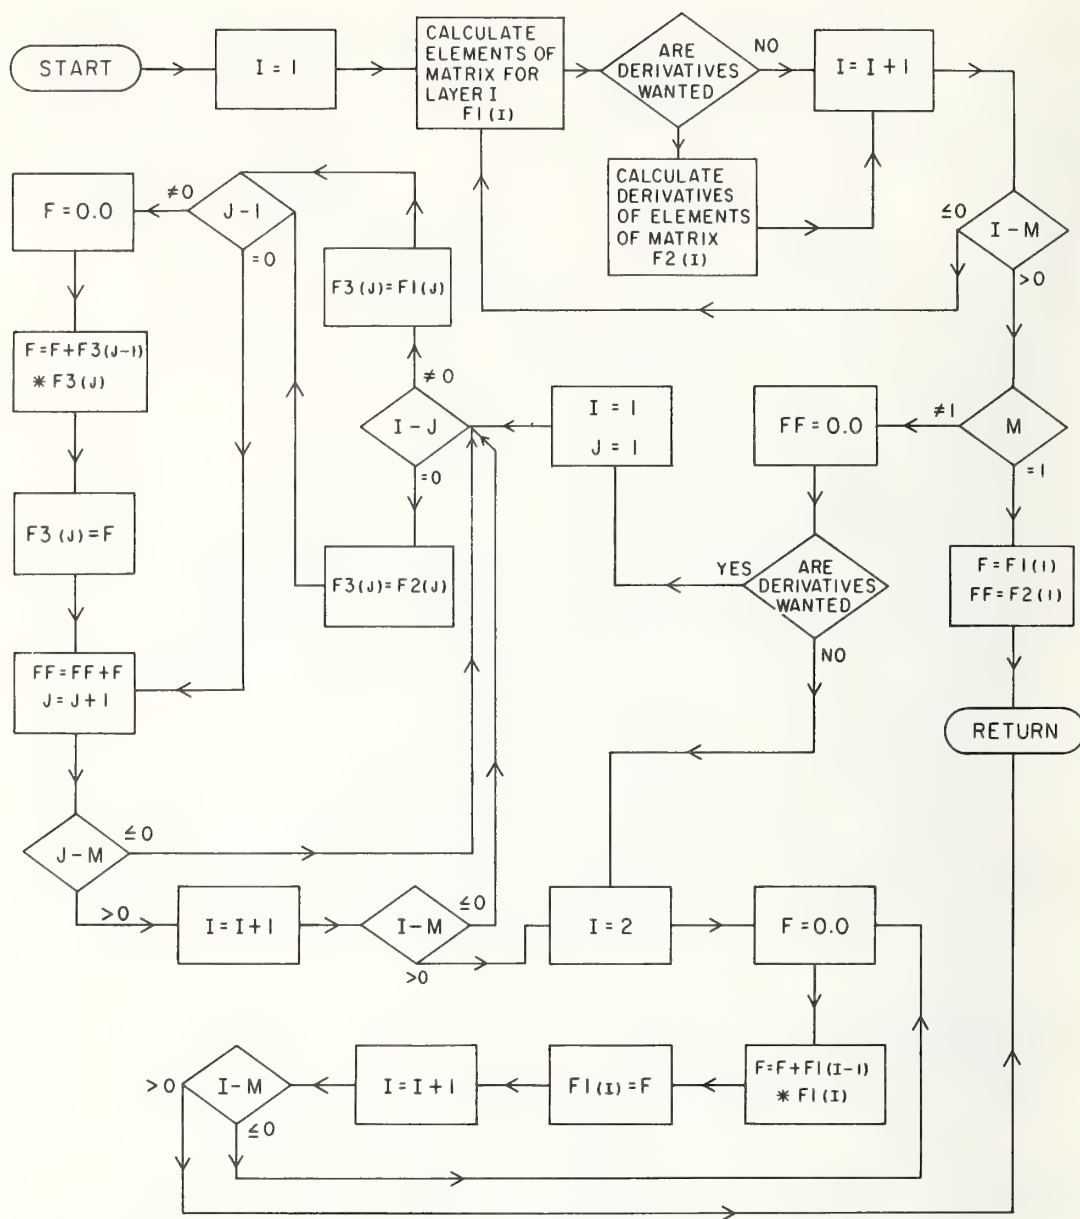 START
I = 1
CALCULATE
ELEMENTS OF
MATRIX FOR
LAYER I
F1(I)
ARE
DERIVATIVES
WANTED
NO
I = I + 1
CALCULATE
DERIVATIVES
OF ELEMENTS
OF MATRIX
F2(I)
≤0
I – M
>0
F = 0.0
≠0
J – 1
=0
F3(J) = F1(J)
F = F + F3(J-1)
* F3(J)
≠0
I – J
=0
I = 1
J = 1
FF = 0.0
≠1
M
=1
F3(J) = F
F3(J) = F2(J)
YES
ARE
DERIVATIVES
WANTED
NO
F = F1(1)
FF = F2(1)
FF = FF + F
J = J + 1
RETURN
J – M
≤0
>0
I = I + 1
I – M
≤0
>0
I = 2
F = 0.0
>0
I – M
≤0
I = I + 1
F1(I) = F
F = F + F1(I-1)
* F1(I)